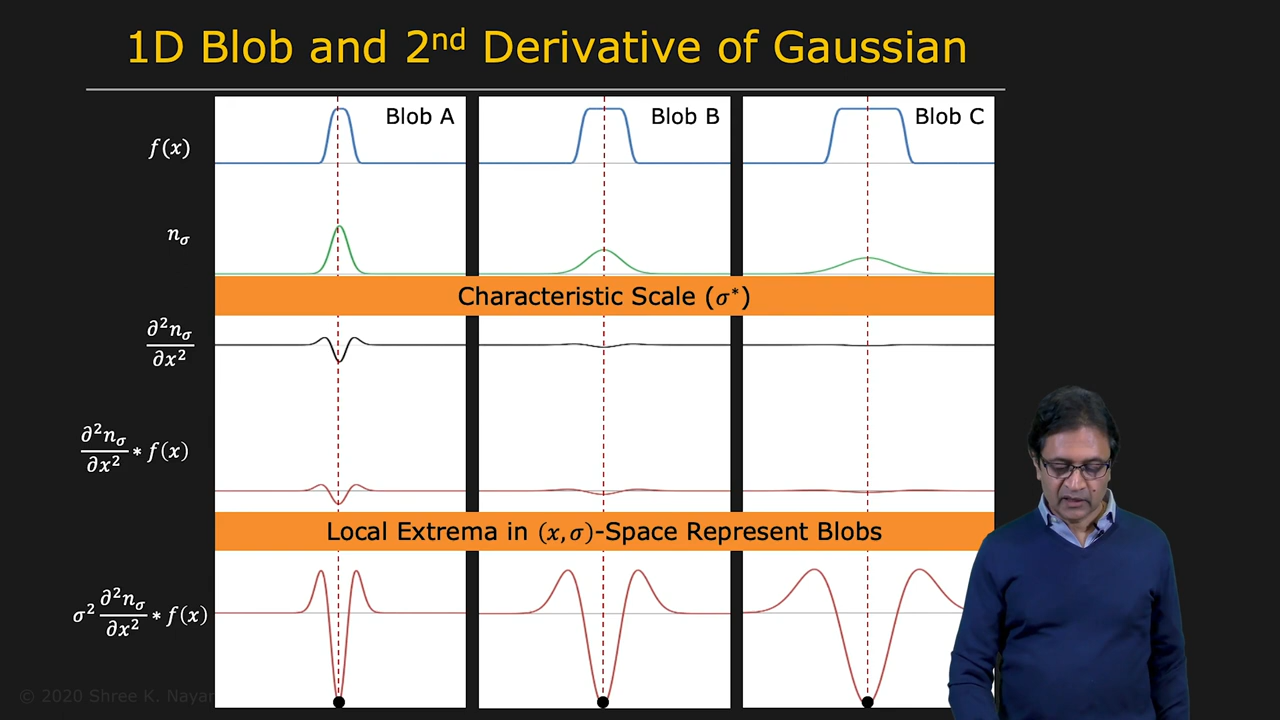 1D Blob and 2nd Derivative of Gaussian
Blob A
Blob B
Blob C
f(x)
nσ
Characteristic Scale (σ*)
∂²nσ/∂x²
∂²nσ/∂x² * f(x)
Local Extrema in (x, σ)-Space Represent Blobs
σ² ∂²nσ/∂x² * f(x)
© 2020 Shree K. Nayar